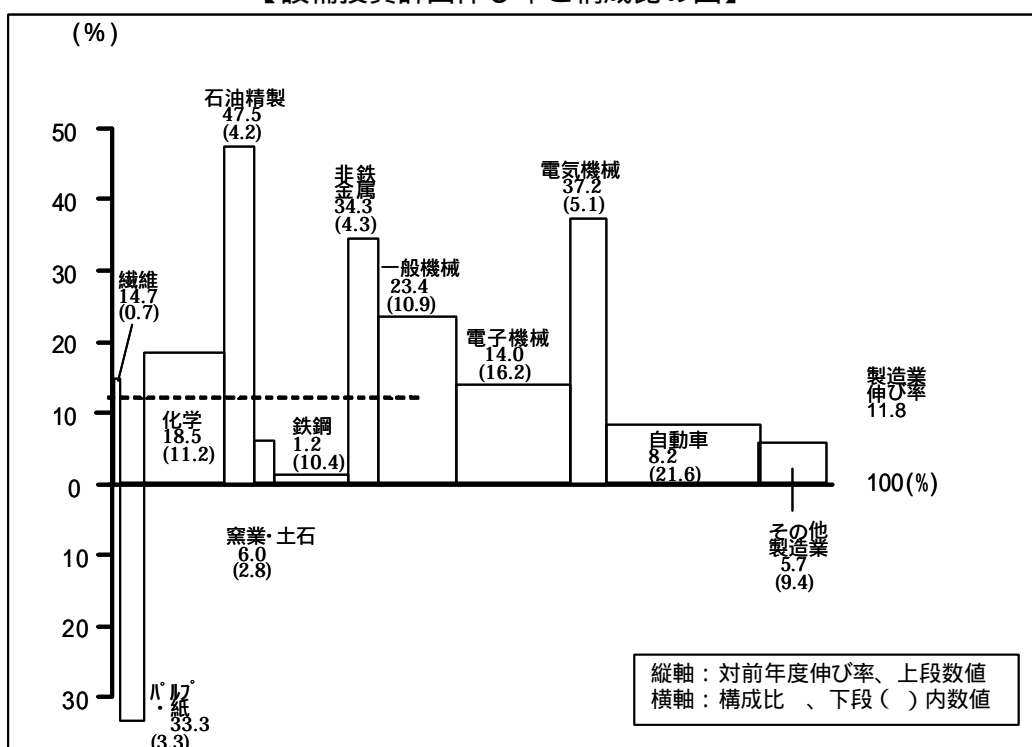 (%)
石油精製
47.5
(4.2)
50
非鉄
金属
34.3
(4.3)
電気機械
37.2
(5.1)
40
一般機械
23.4
(10.9)
30
繊維
14.7
(0.7)
電子機械
14.0
(16.2)
20
製造業
伸び率
11.8
10
化学
18.5
(11.2)
鉄鋼
1.2
(10.4)
自動車
8.2
(21.6)
0
100(%)
窯業・土石
6.0
(2.8)
その他
製造業
5.7
(9.4)
10
20
30
パルプ
・紙
33.3
(3.3)
縦軸：対前年度伸び率、上段数値
横軸：構成比 、下段（ ）内数値